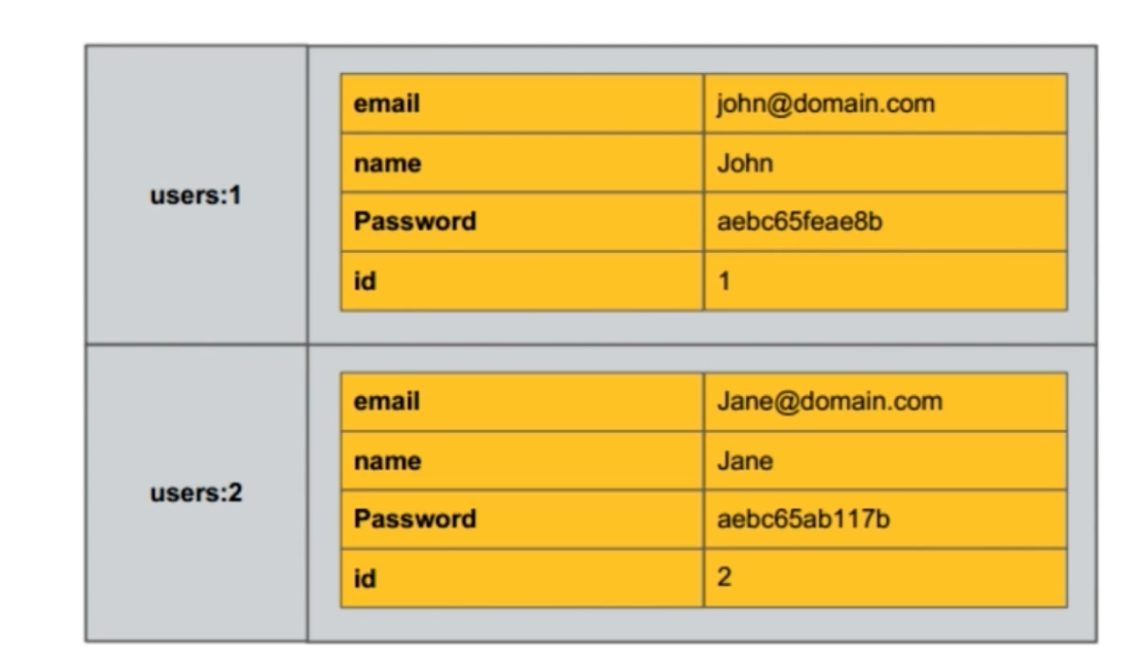 users:1
email john@domain.com
name John
Password aebc65feae8b
id 1
users:2
email Jane@domain.com
name Jane
Password aebc65ab117b
id 2